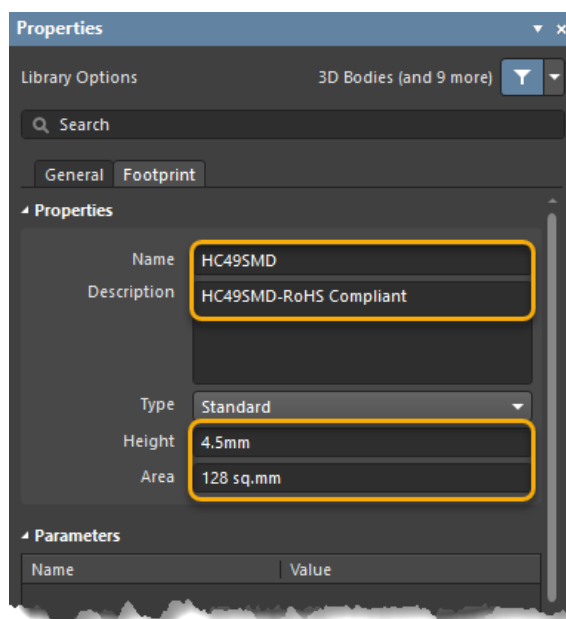 Properties
Library Options 3D Bodies (and 9 more)
Search
General Footprint
Properties
Name HC49SMD
Description HC49SMD-RoHS Compliant
Type Standard
Height 4.5mm
Area 128 sq.mm
Parameters
Name Value